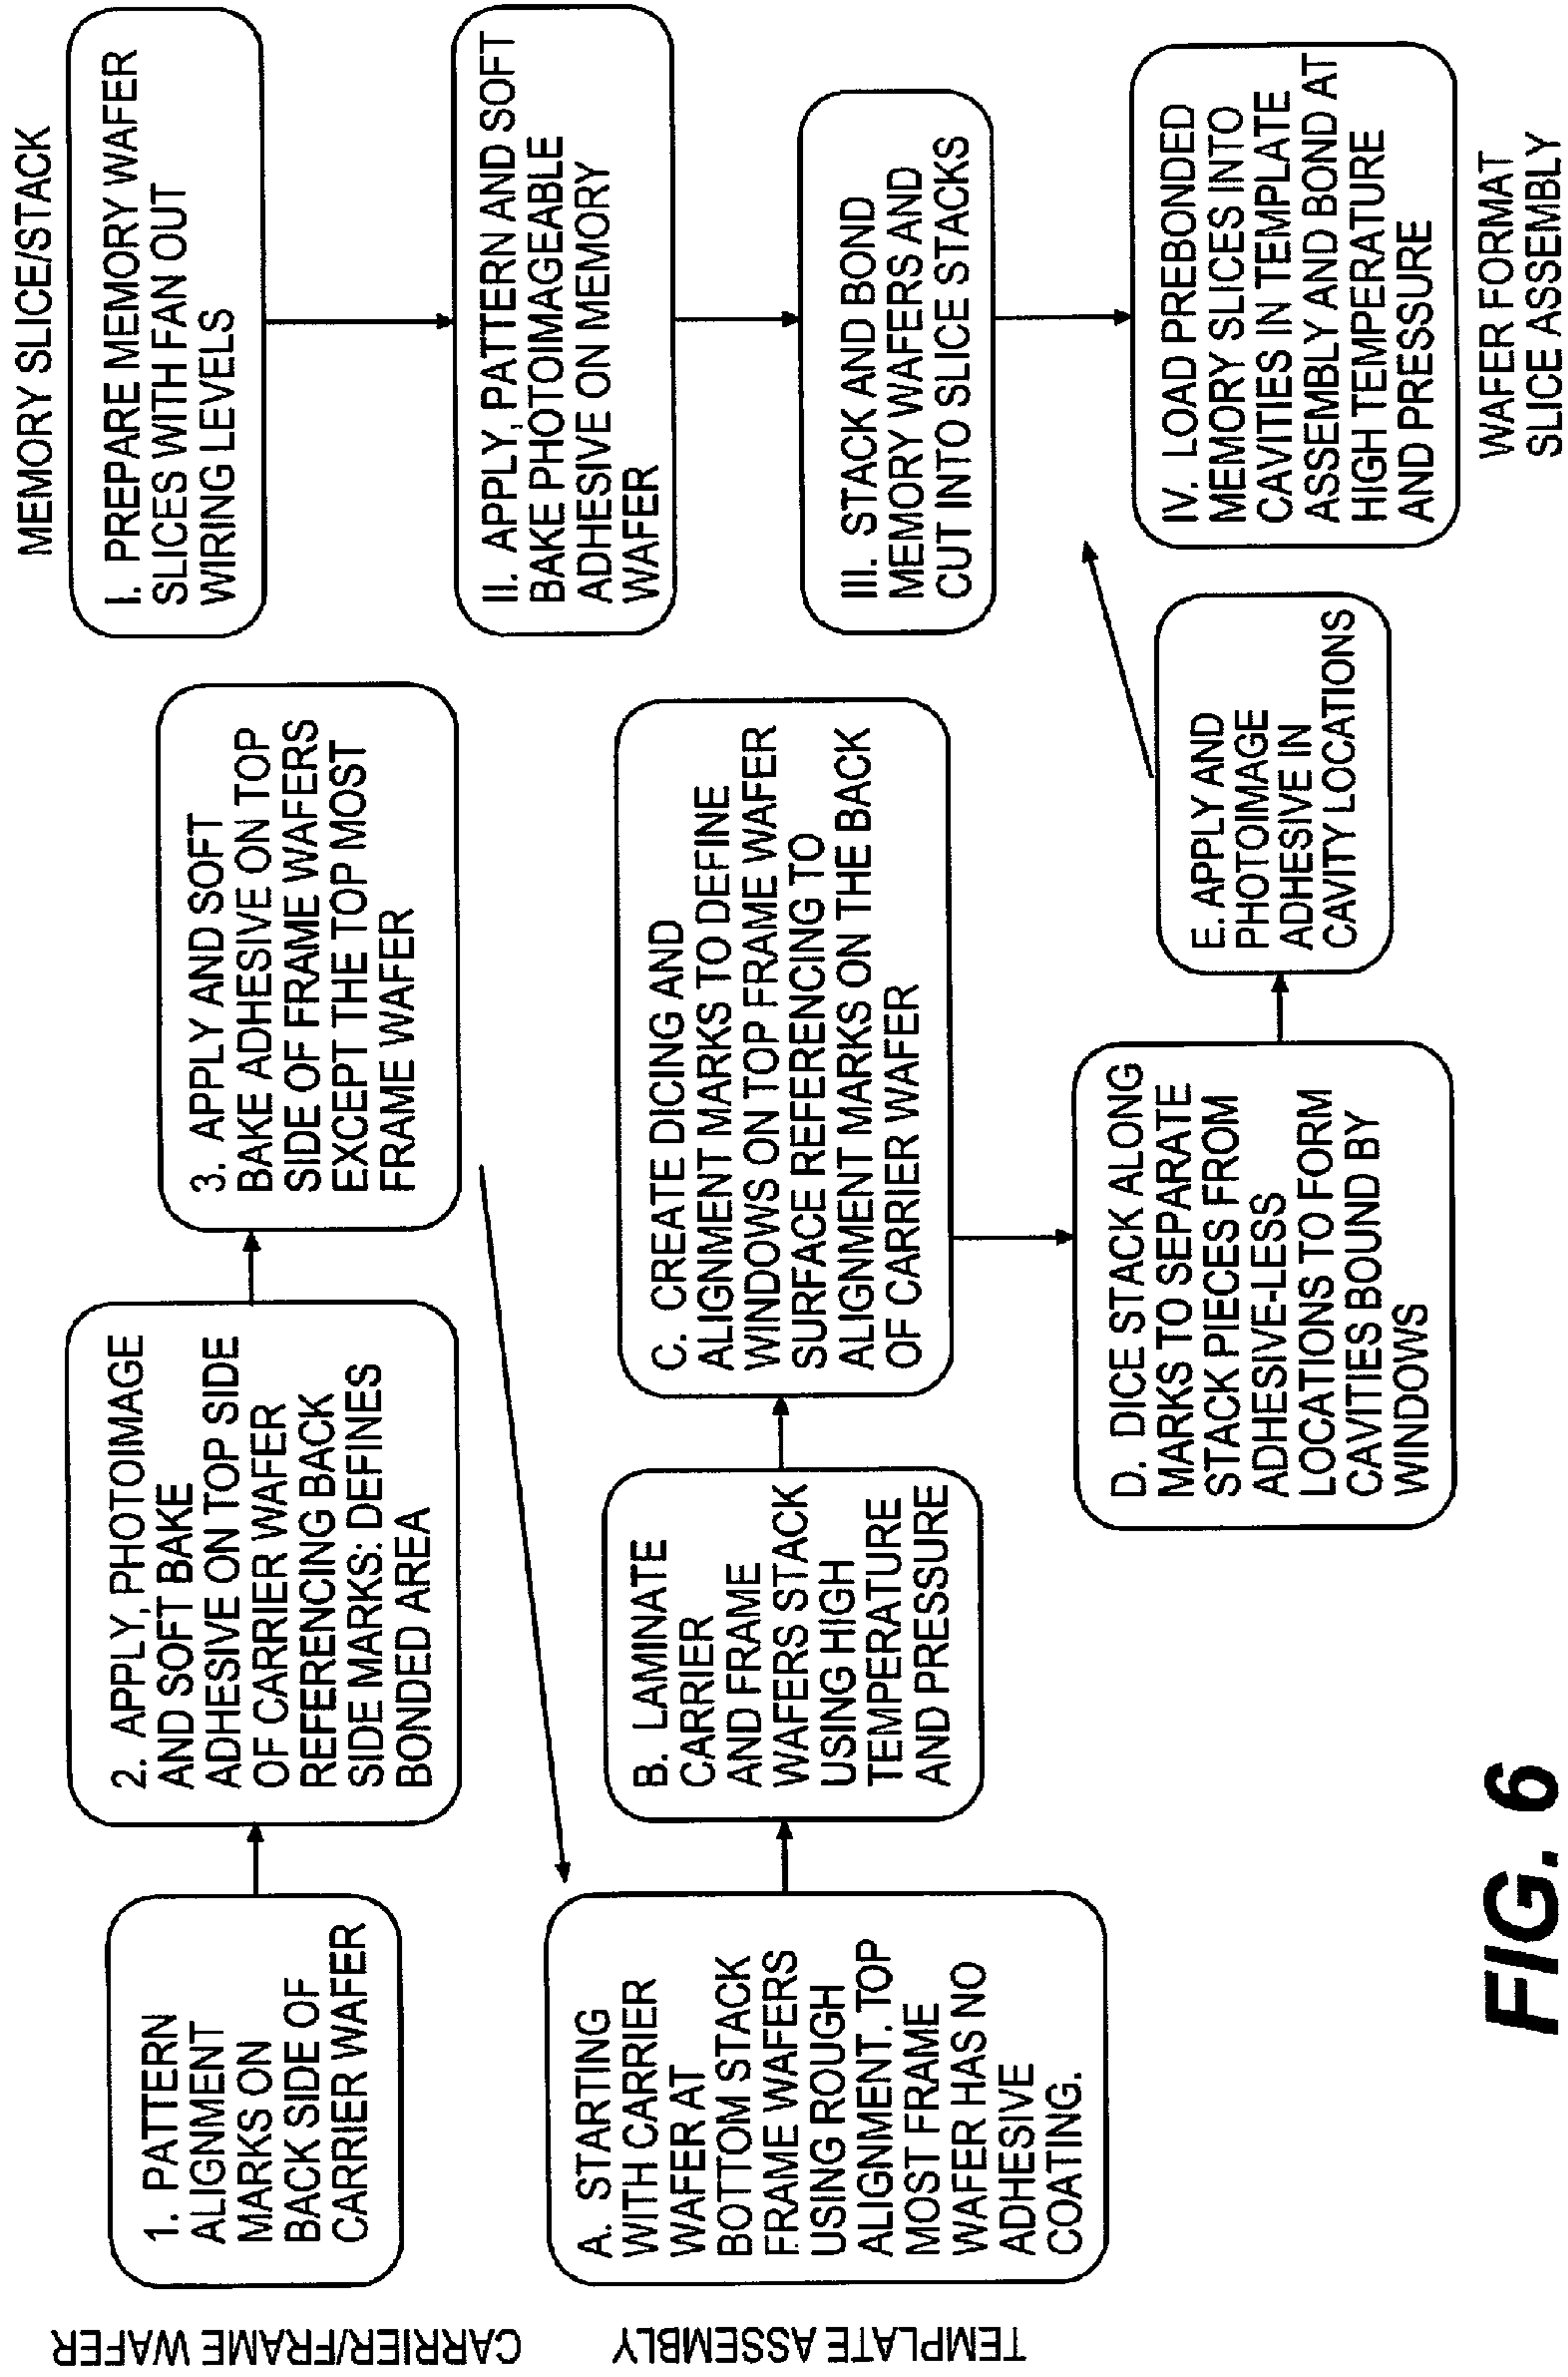 CARRIER/FRAME WAFER
1. PATTERN
ALIGNMENT
MARKS ON
BACK SIDE OF
CARRIER WAFER
2. APPLY, PHOTOIMAGE
AND SOFT BAKE
ADHESIVE ON TOP SIDE
OF CARRIER WAFER
REFERENCING BACK
SIDE MARKS: DEFINES
BONDED AREA
3. APPLY AND SOFT
BAKE ADHESIVE ON TOP
SIDE OF FRAME WAFERS
EXCEPT THE TOP MOST
FRAME WAFER
TEMPLATE ASSEMBLY
A. STARTING
WITH CARRIER
WAFER AT
BOTTOM STACK
FRAME WAFERS
USING ROUGH
ALIGNMENT, TOP
MOST FRAME
WAFER HAS NO
ADHESIVE
COATING.
B. LAMINATE
CARRIER
AND FRAME
WAFERS STACK
USING HIGH
TEMPERATURE
AND PRESSURE
C. CREATE DICING AND
ALIGNMENT MARKS TO DEFINE
WINDOWS ON TOP FRAME WAFER
SURFACE REFERENCING TO
ALIGNMENT MARKS ON THE BACK
OF CARRIER WAFER
D. DICE STACK ALONG
MARKS TO SEPARATE
STACK PIECES FROM
ADHESIVE-LESS
LOCATIONS TO FORM
CAVITIES BOUND BY
WINDOWS
E. APPLY AND
PHOTOIMAGE
ADHESIVE IN
CAVITY LOCATIONS
MEMORY SLICE/STACK
I. PREPARE MEMORY WAFER
SLICES WITH FAN OUT
WIRING LEVELS
II. APPLY, PATTERN AND SOFT
BAKE PHOTOIMAGEABLE
ADHESIVE ON MEMORY
WAFER
III. STACK AND BOND
MEMORY WAFERS AND
CUT INTO SLICE STACKS
IV. LOAD PREBONDED
MEMORY SLICES INTO
CAVITIES IN TEMPLATE
ASSEMBLY AND BOND AT
HIGH TEMPERATURE
AND PRESSURE
WAFER FORMAT
SLICE ASSEMBLY
FIG. 6